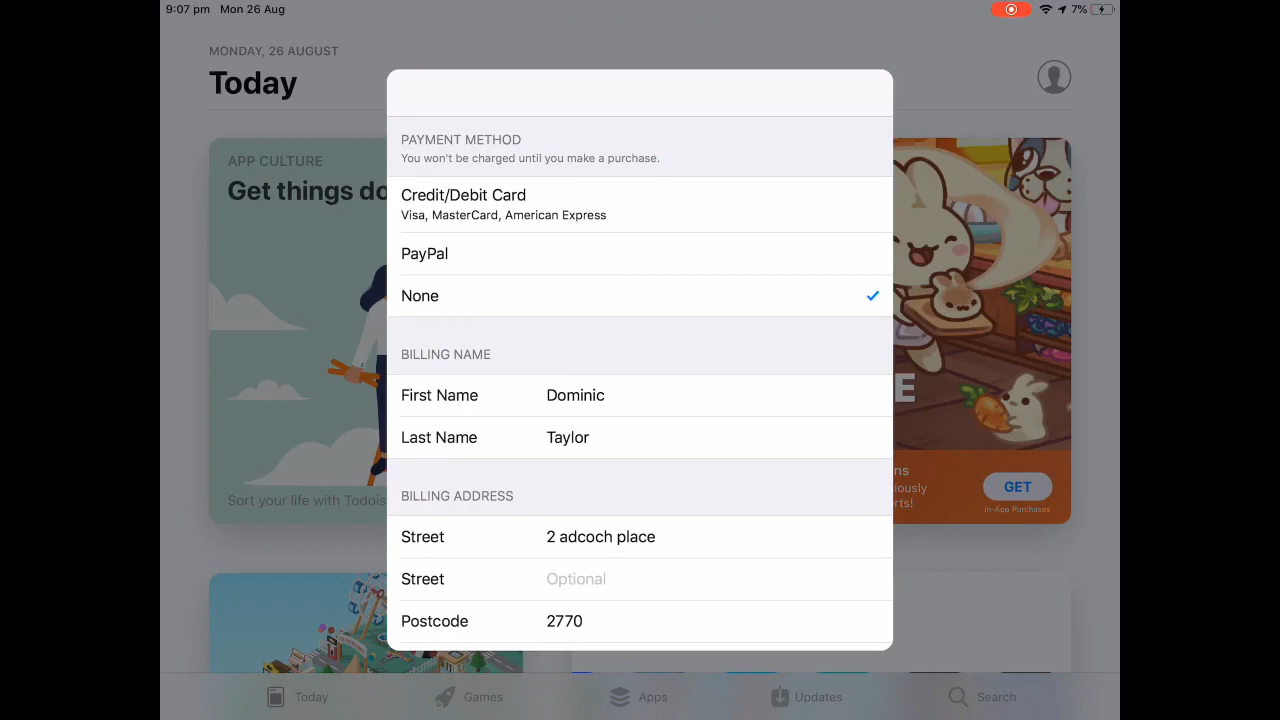 9:07 pm Mon 26 Aug
7%
MONDAY, 26 AUGUST
Today
APP CULTURE
Get things do
Sort your life with Todois
PAYMENT METHOD
You won't be charged until you make a purchase.
Credit/Debit Card
Visa, MasterCard, American Express
PayPal
None
BILLING NAME
First Name Dominic
Last Name Taylor
BILLING ADDRESS
Street 2 adcoch place
Street Optional
Postcode 2770
E
ns
iously
rts!
GET
In-App Purchases
Today Games Apps Updates Search